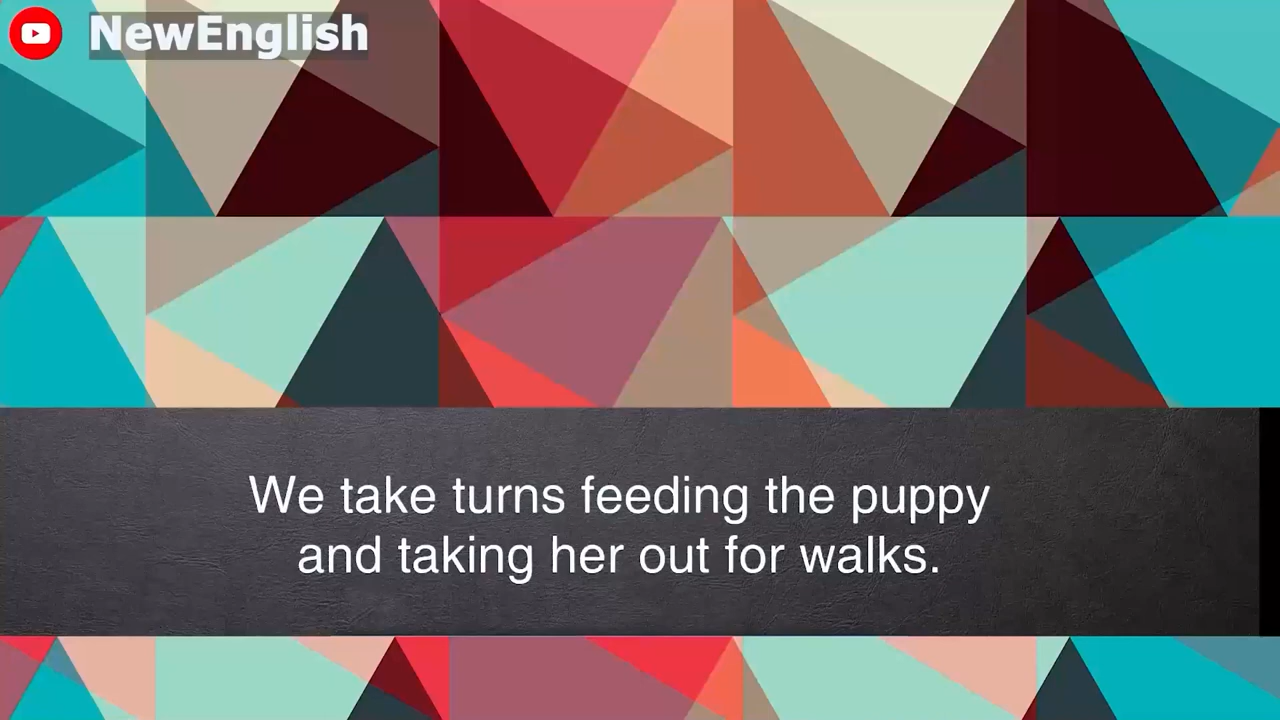 NewEnglish
We take turns feeding the puppy
and taking her out for walks.